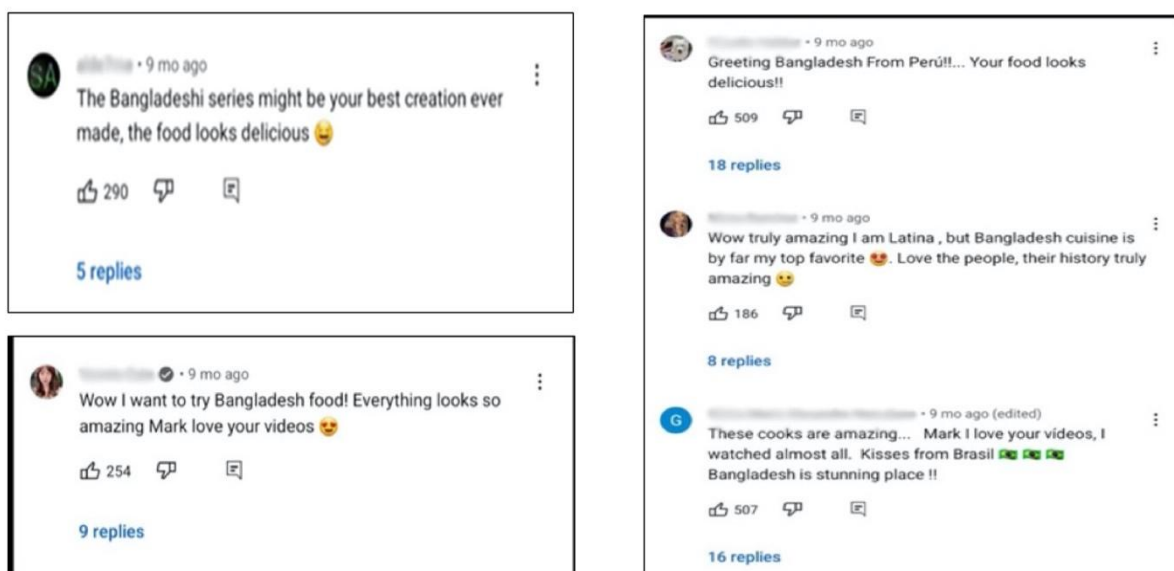 SA
• 9 mo ago
The Bangladeshi series might be your best creation ever
made, the food looks delicious
290
5 replies
• 9 mo ago
Wow I want to try Bangladesh food! Everything looks so
amazing Mark love your videos 😍
254
9 replies
• 9 mo ago
Greeting Bangladesh From Perú!!... Your food looks
delicious!!
509
18 replies
• 9 mo ago
Wow truly amazing I am Latina , but Bangladesh cuisine is
by far my top favorite 😍. Love the people, their history truly
amazing
186
8 replies
G
• 9 mo ago (edited)
These cooks are amazing... Mark I love your vídeos, I
watched almost all. Kisses from Brasil 🇧🇷 🇧🇷 🇧🇷
Bangladesh is stunning place !!
507
16 replies